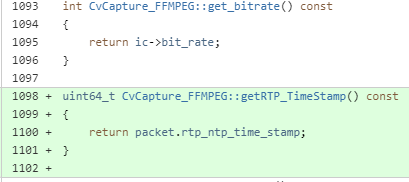 1093 int CvCapture_FFMPEG::get_bitrate() const
1094 {
1095 return ic->bit_rate;
1096 }
1097
1098 + uint64_t CvCapture_FFMPEG::getRTP_TimeStamp() const
1099 + {
1100 + return packet.rtp_ntp_time_stamp;
1101 + }
1102 +